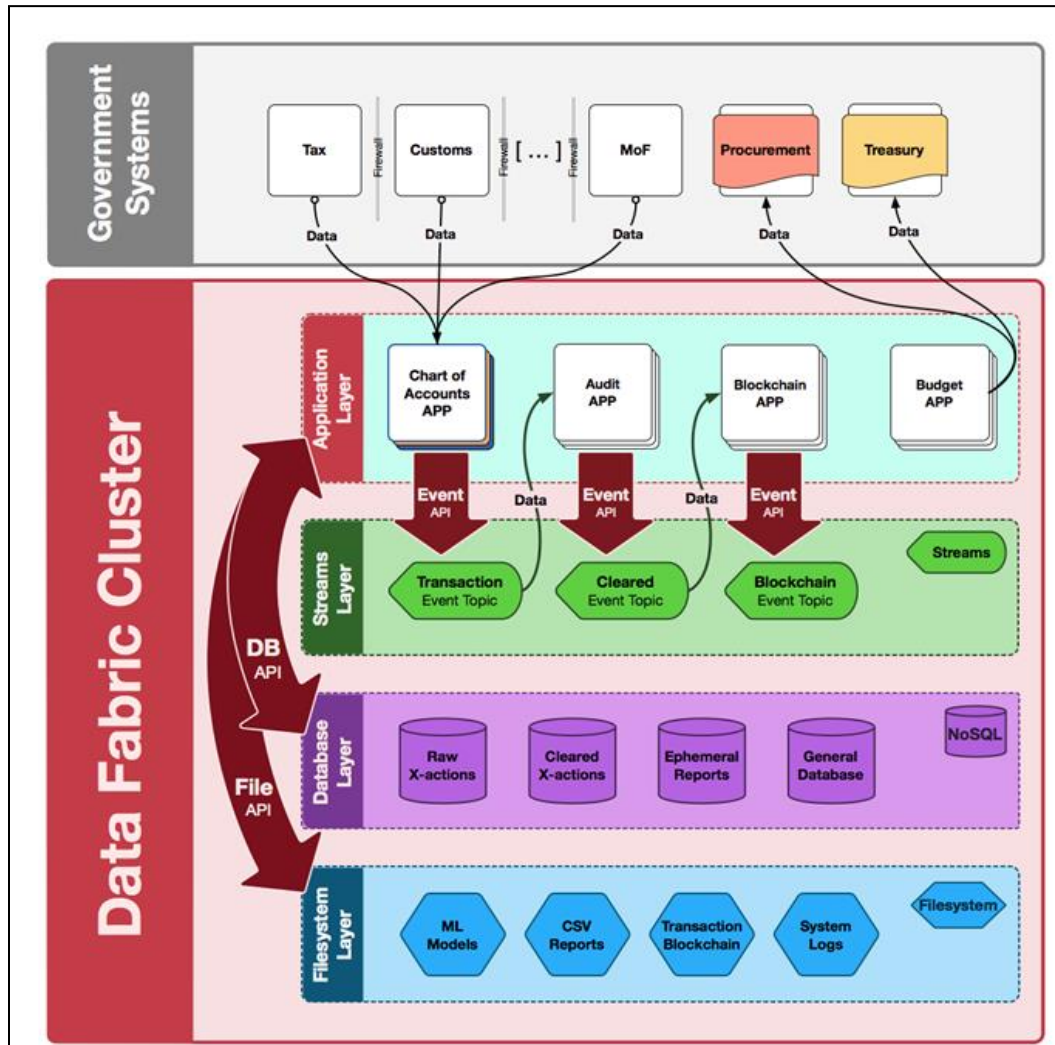 Government
Systems
Tax
Firewall
Customs
Firewall
[ ... ]
Firewall
MoF
Procurement
Treasury
Data
Data
Data
Data
Data
Data Fabric Cluster
Application
Layer
Chart of
Accounts
APP
Audit
APP
Blockchain
APP
Budget
APP
Event
API
Data
Event
API
Data
Event
API
Streams
Layer
Transaction
Event Topic
Cleared
Event Topic
Blockchain
Event Topic
Streams
DB
API
File
API
Database
Layer
Raw
X-actions
Cleared
X-actions
Ephemeral
Reports
General
Database
NoSQL
Filesystem
Layer
ML
Models
CSV
Reports
Transaction
Blockchain
System
Logs
Filesystem